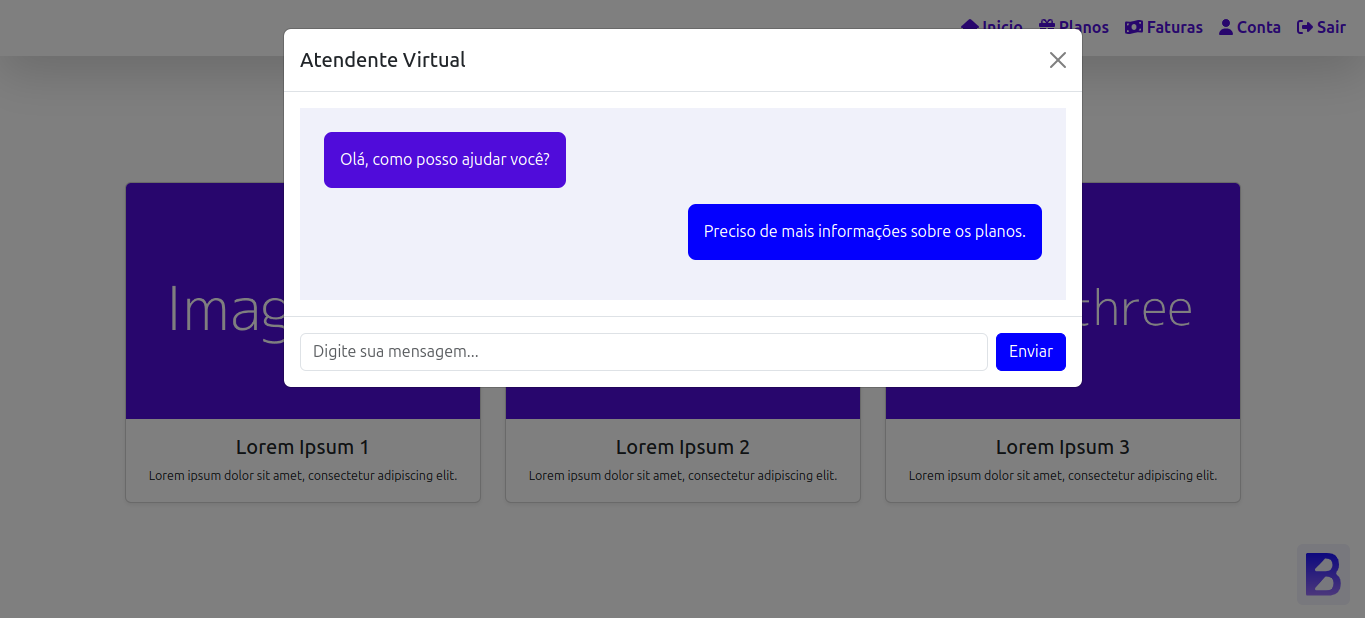 Inicio Planos Faturas Conta Sair
Atendente Virtual
Olá, como posso ajudar você?
Preciso de mais informações sobre os planos.
Imag three
Digite sua mensagem... Enviar
Lorem Ipsum 1 Lorem Ipsum 2 Lorem Ipsum 3
Lorem ipsum dolor sit amet, consectetur adipiscing elit. Lorem ipsum dolor sit amet, consectetur adipiscing elit. Lorem ipsum dolor sit amet, consectetur adipiscing elit.
B